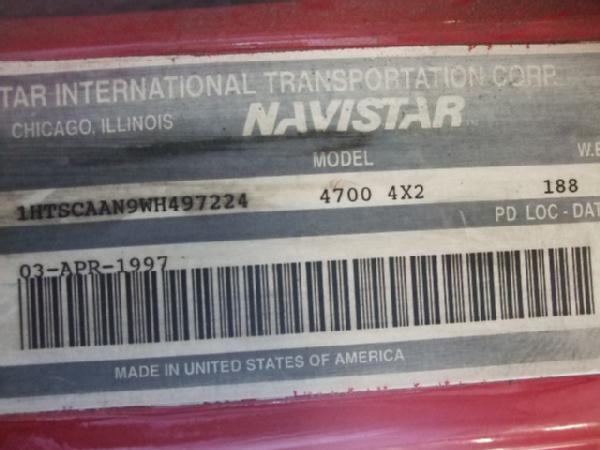 TAR INTERNATIONAL TRANSPORTATION CORP.
CHICAGO, ILLINOIS NAVISTAR
MODEL W.B
1HTSCAAN9WH497224 4700 4X2 188
PD LOC - DAT
03-APR-1997
MADE IN UNITED STATES OF AMERICA